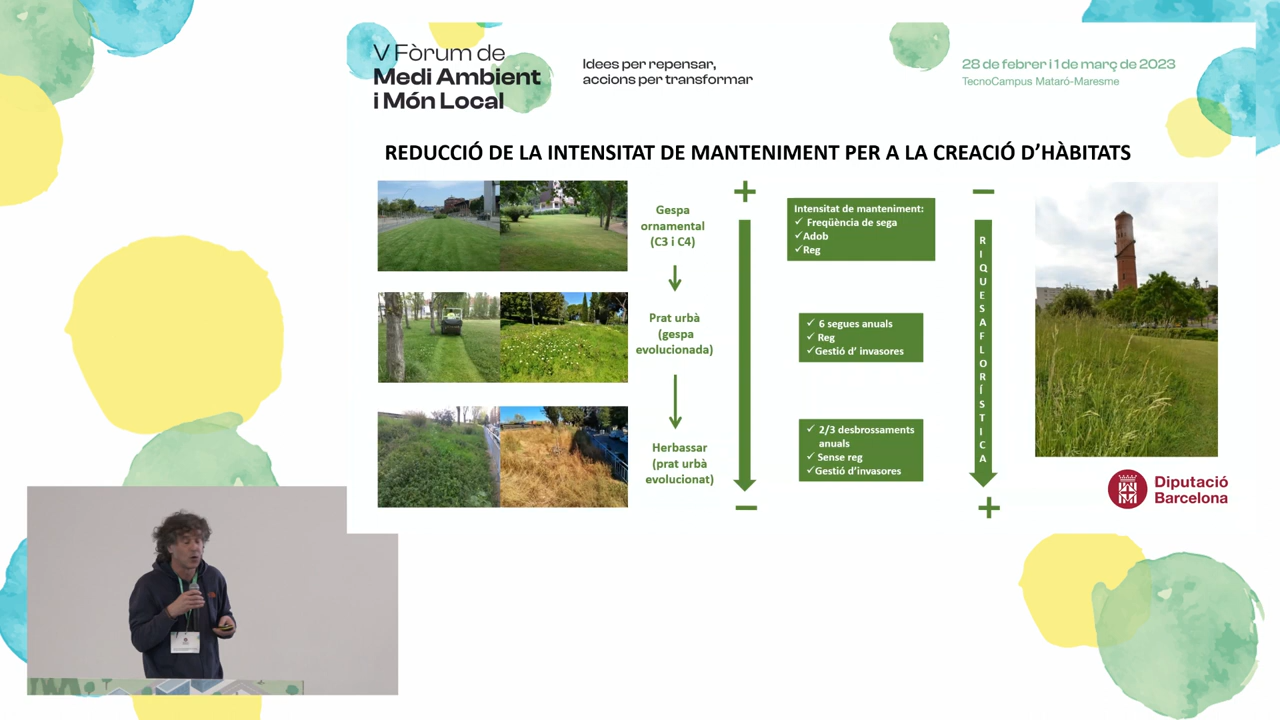 V Fòrum de
Medi Ambient
i Món Local
Idees per repensar,
accions per transformar
28 de febrer i 1 de març de 2023
TecnoCampus Mataró-Maresme
REDUCCIÓ DE LA INTENSITAT DE MANTENIMENT PER A LA CREACIÓ D'HÀBITATS
Gespa
ornamental
(C3 i C4)
Prat urbà
(gespa
evolucionada)
Herbassar
(prat urbà
evolucionat)
+
−
Intensitat de manteniment:
✓ Freqüència de sega
✓Adob
✓Reg
✓ 6 segues anuals
✓ Reg
✓Gestió d' invasores
✓ 2/3 desbrossaments
anuals
✓ Sense reg
✓Gestió d'invasores
−
RIQUESA FLORÍSTICA
+
Diputació
Barcelona